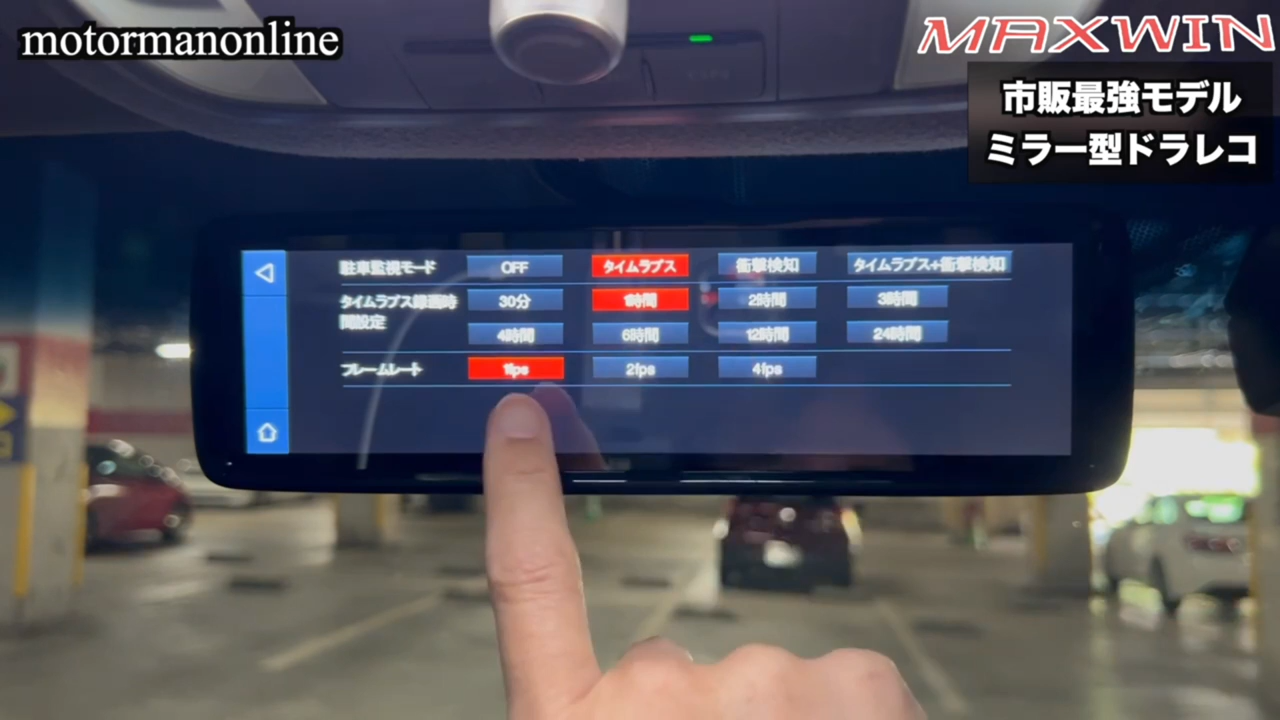 motormanonline
MAXWIN
市販最強モデル
ミラー型ドラレコ
駐車監視モード OFF タイムラプス 衝撃検知 タイムラプス+衝撃検知
タイムラプス録画時 30分 1時間 2時間 3時間
間設定
4時間 6時間 12時間 24時間
フレームレート 1fps 2fps 4fps